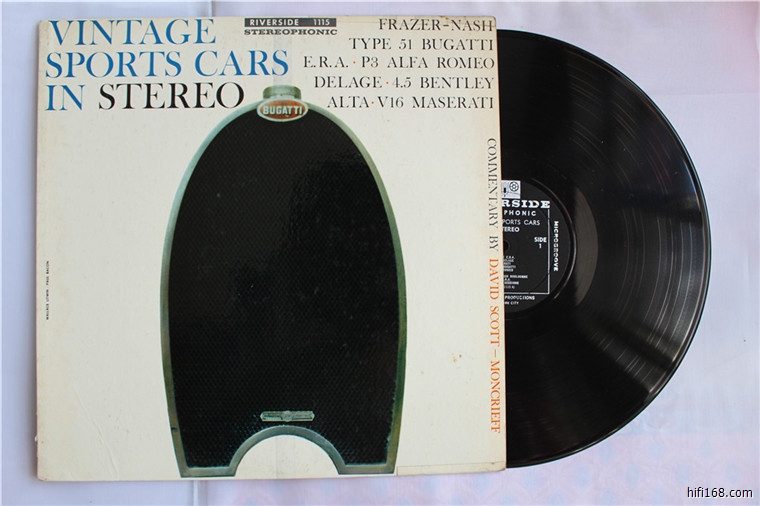 VINTAGE
SPORTS CARS
IN STEREO
RIVERSIDE 1115
STEREOPHONIC
FRAZER-NASH
TYPE 51 BUGATTI
E.R.A. · P3 ALFA ROMEO
DELAGE · 4.5 BENTLEY
ALTA · V16 MASERATI
BUGATTI
COMMENTARY BY DAVID SCOTT-MONCRIEFF
RSIDE
PHONIC
SPORTS CARS
TEREO
SIDE
1
MICROGROOVE
hifi168.com